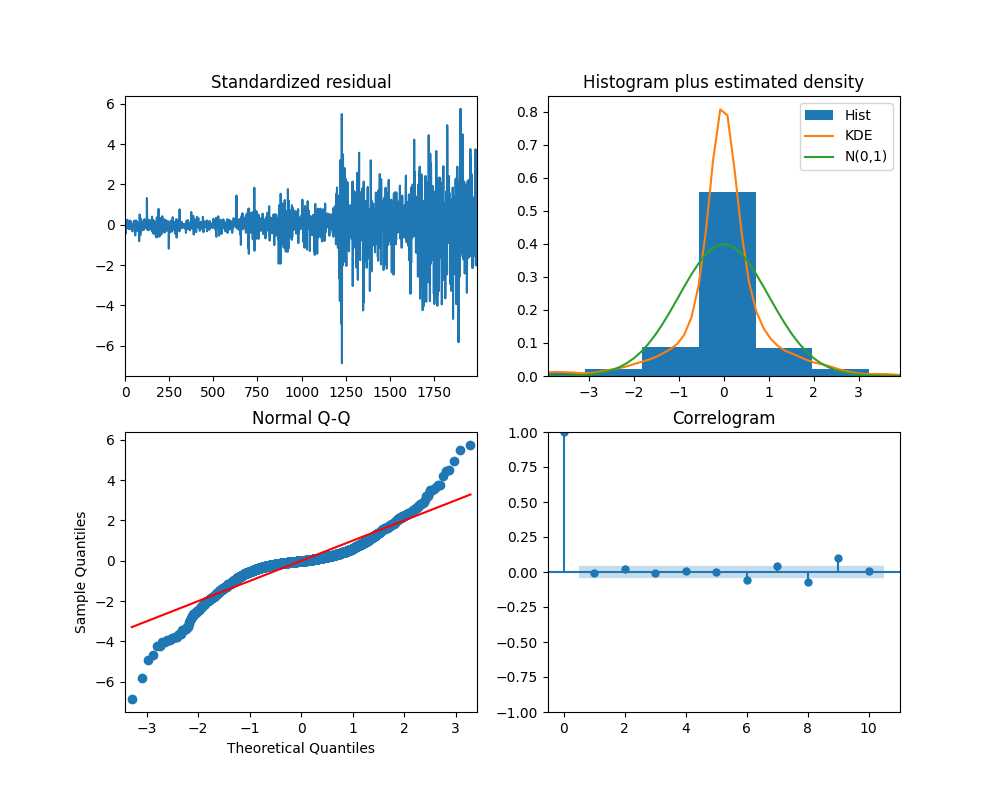 Standardized residual
6
4
2
0
−2
−4
−6
0 250 500 750 1000 1250 1500 1750
Histogram plus estimated density
Hist
KDE
N(0,1)
0.8
0.7
0.6
0.5
0.4
0.3
0.2
0.1
0.0
−3 −2 −1 0 1 2 3
Normal Q-Q
Sample Quantiles
6
4
2
0
−2
−4
−6
−3 −2 −1 0 1 2 3
Theoretical Quantiles
Correlogram
1.00
0.75
0.50
0.25
0.00
−0.25
−0.50
−0.75
−1.00
0 2 4 6 8 10